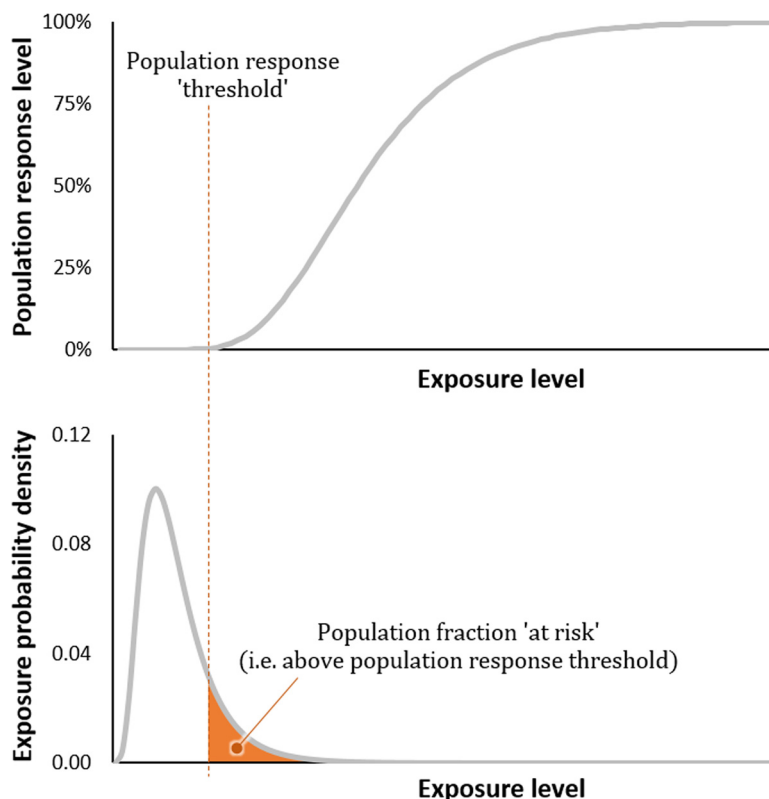 100%
Population response
'threshold'
75%
50%
25%
0%
Population response level
Exposure level
0.12
0.08
0.04
0.00
Exposure probability density
Population fraction 'at risk'
(i.e. above population response threshold)
Exposure level